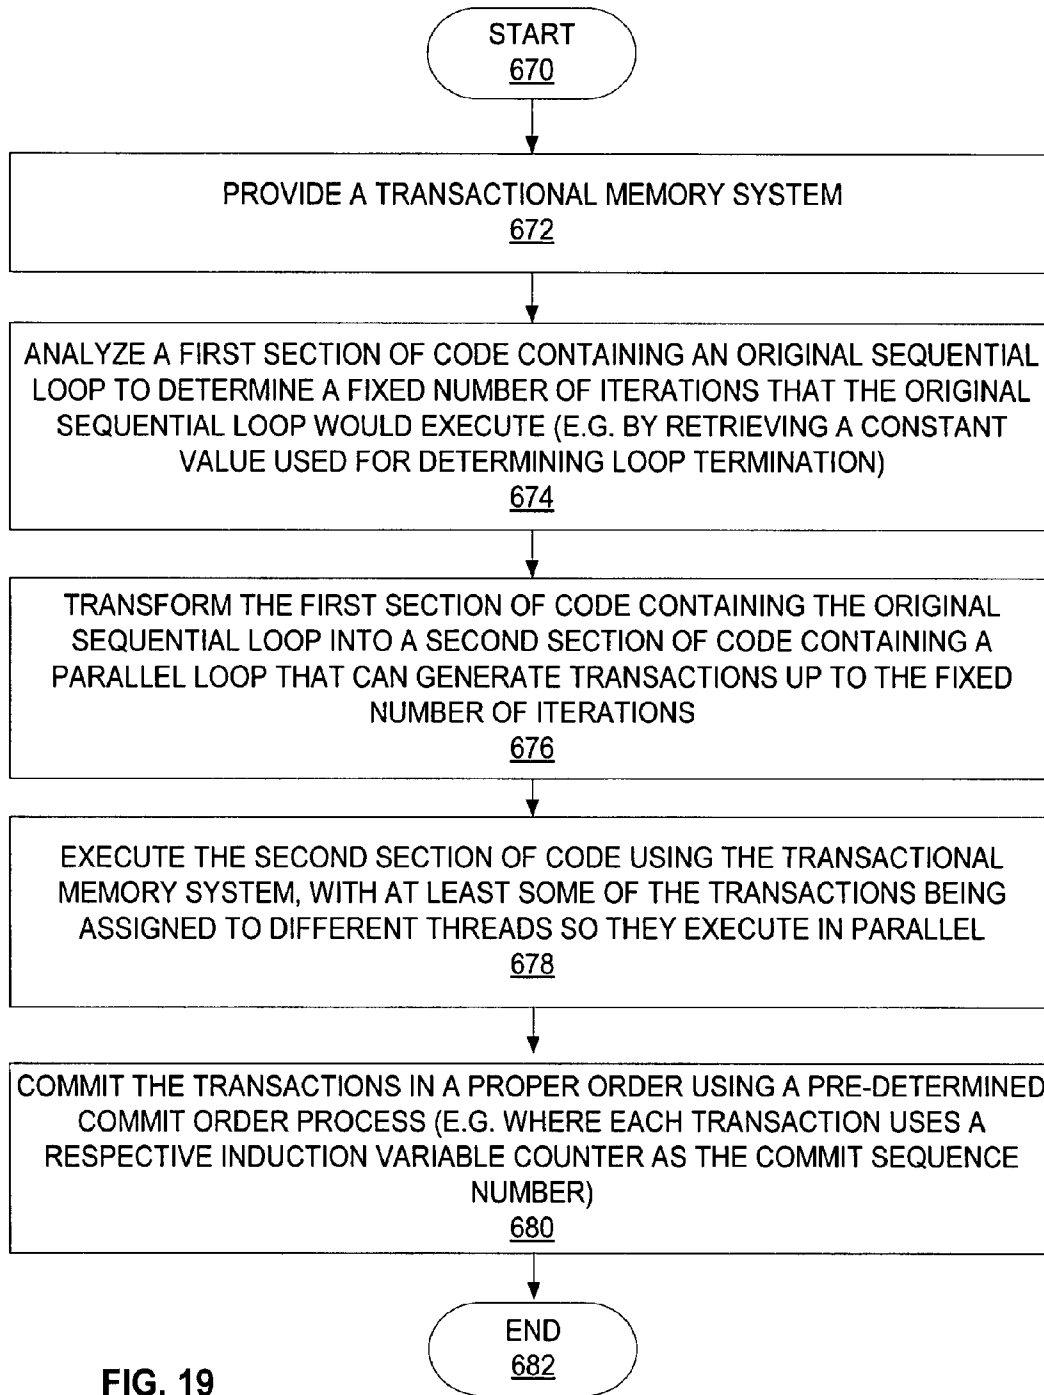 START
670
PROVIDE A TRANSACTIONAL MEMORY SYSTEM
672
ANALYZE A FIRST SECTION OF CODE CONTAINING AN ORIGINAL SEQUENTIAL
LOOP TO DETERMINE A FIXED NUMBER OF ITERATIONS THAT THE ORIGINAL
SEQUENTIAL LOOP WOULD EXECUTE (E.G. BY RETRIEVING A CONSTANT
VALUE USED FOR DETERMINING LOOP TERMINATION)
674
TRANSFORM THE FIRST SECTION OF CODE CONTAINING THE ORIGINAL
SEQUENTIAL LOOP INTO A SECOND SECTION OF CODE CONTAINING A
PARALLEL LOOP THAT CAN GENERATE TRANSACTIONS UP TO THE FIXED
NUMBER OF ITERATIONS
676
EXECUTE THE SECOND SECTION OF CODE USING THE TRANSACTIONAL
MEMORY SYSTEM, WITH AT LEAST SOME OF THE TRANSACTIONS BEING
ASSIGNED TO DIFFERENT THREADS SO THEY EXECUTE IN PARALLEL
678
COMMIT THE TRANSACTIONS IN A PROPER ORDER USING A PRE-DETERMINED
COMMIT ORDER PROCESS (E.G. WHERE EACH TRANSACTION USES A
RESPECTIVE INDUCTION VARIABLE COUNTER AS THE COMMIT SEQUENCE
NUMBER)
680
END
682
FIG. 19